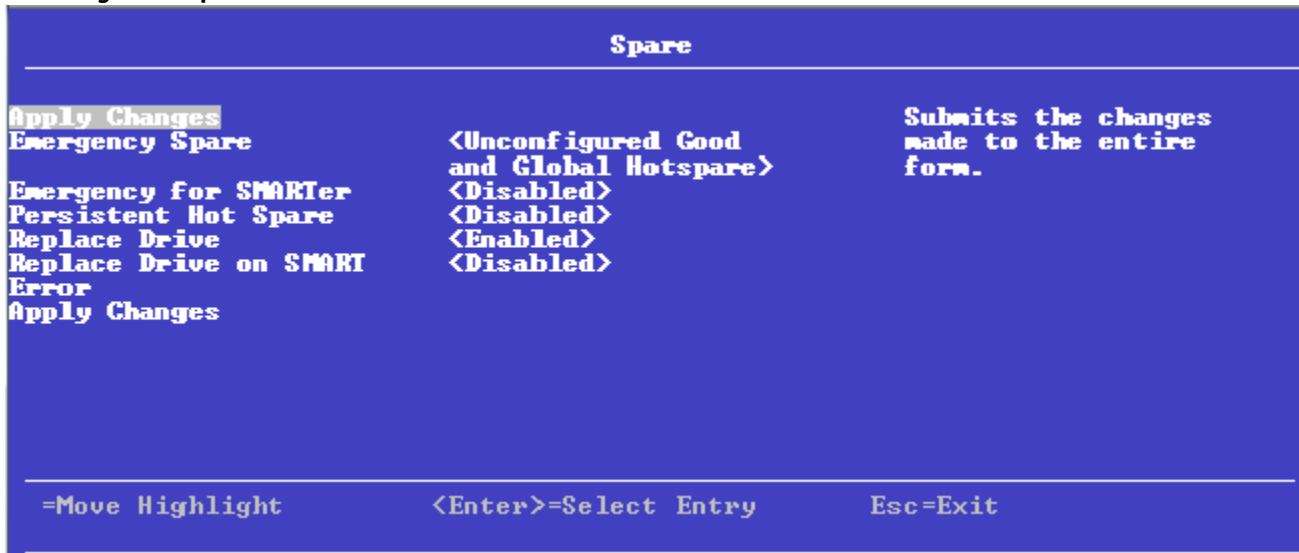 Spare
Apply Changes Submits the changes
Emergency Spare <Unconfigured Good made to the entire
and Global Hotspare> form.
Emergency for SMARTer <Disabled>
Persistent Hot Spare <Disabled>
Replace Drive <Enabled>
Replace Drive on SMART <Disabled>
Error
Apply Changes
=Move Highlight <Enter>=Select Entry Esc=Exit